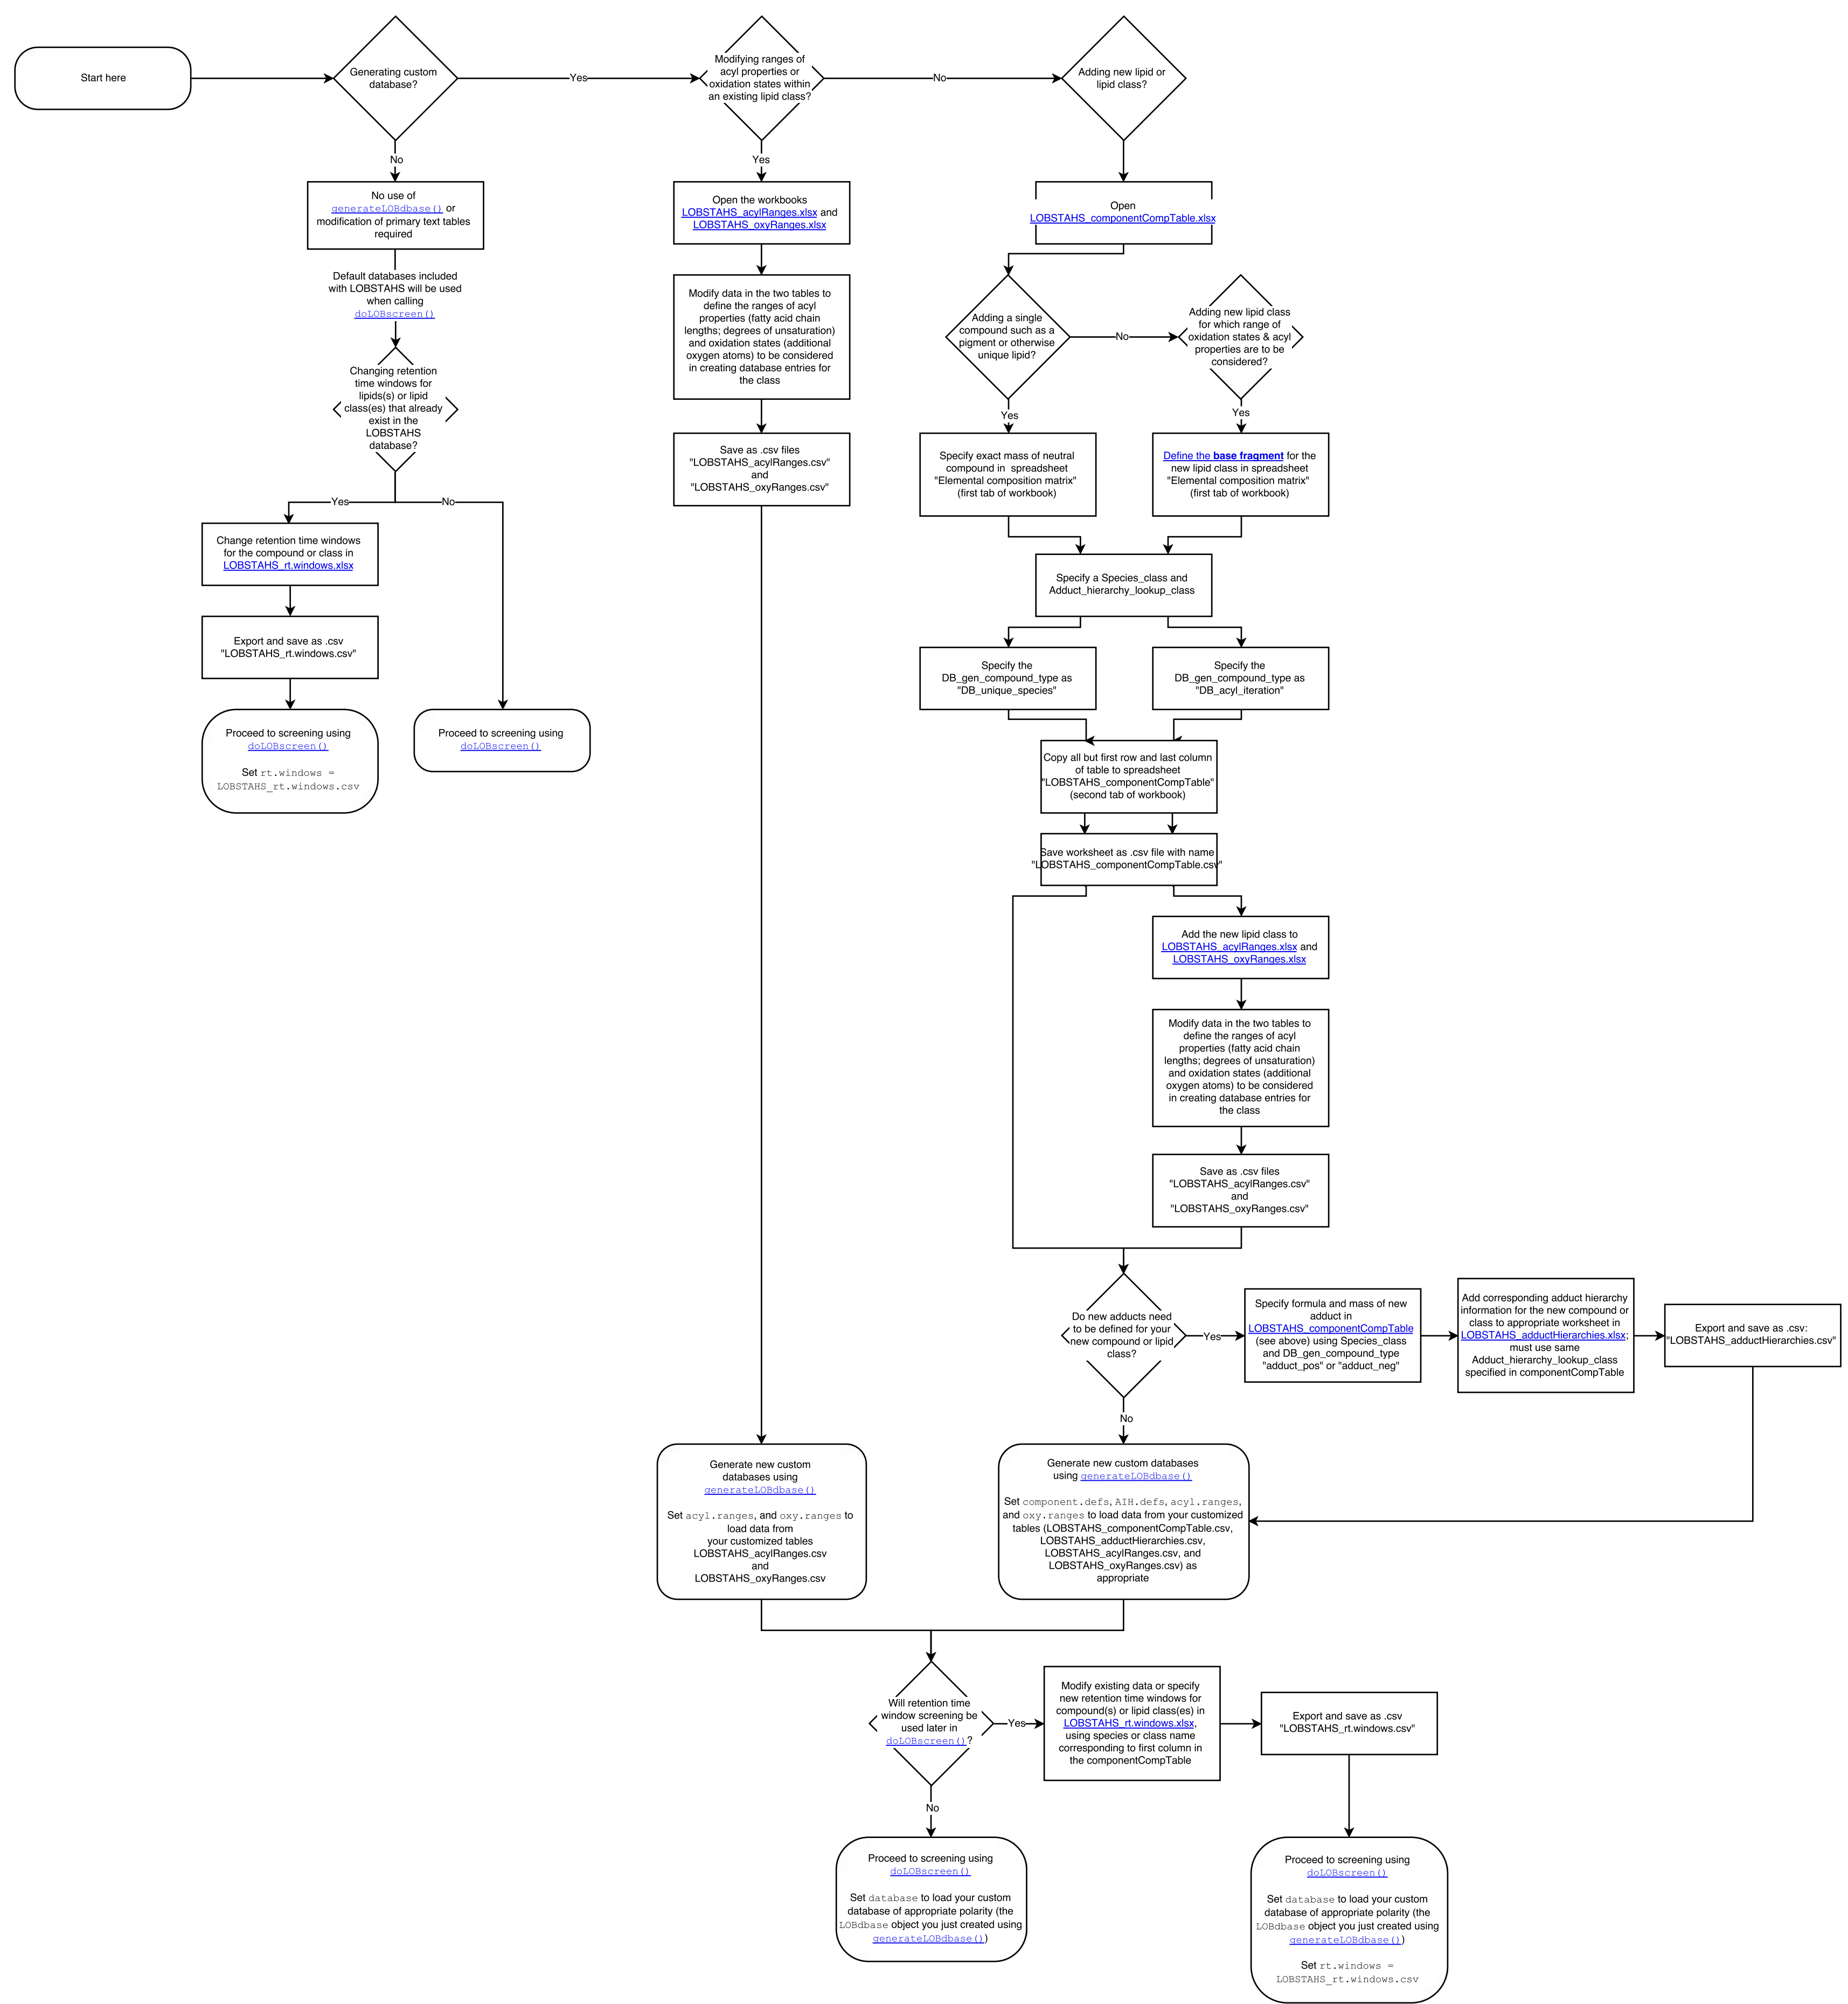 Start here
Generating custom
database?
Yes
Modifying ranges of
acyl properties or
oxidation states within
an existing lipid class?
No
Adding new lipid or
lipid class?
No
No use of
generateLOBdbase() or
modification of primary text tables
required
Default databases included
with LOBSTAHS will be used
when calling
doLOBscreen()
Changing retention
time windows for
lipids(s) or lipid
class(es) that already
exist in the
LOBSTAHS
database?
Yes
No
Change retention time windows
for the compound or class in
LOBSTAHS_rt.windows.xlsx
Export and save as .csv
"LOBSTAHS_rt.windows.csv"
Proceed to screening using
doLOBscreen()
Set rt.windows =
LOBSTAHS_rt.windows.csv
Proceed to screening using
doLOBscreen()
Yes
Open the workbooks
LOBSTAHS_acylRanges.xlsx and
LOBSTAHS_oxyRanges.xlsx
Modify data in the two tables to
define the ranges of acyl
properties (fatty acid chain
lengths; degrees of unsaturation)
and oxidation states (additional
oxygen atoms) to be considered
in creating database entries for
the class
Save as .csv files
"LOBSTAHS_acylRanges.csv"
and
"LOBSTAHS_oxyRanges.csv"
Open
LOBSTAHS_componentCompTable.xlsx
Adding a single
compound such as a
pigment or otherwise
unique lipid?
No
Adding new lipid class
for which range of
oxidation states & acyl
properties are to be
considered?
Yes
Yes
Specify exact mass of neutral
compound in spreadsheet
"Elemental composition matrix"
(first tab of workbook)
Define the base fragment for the
new lipid class in spreadsheet
"Elemental composition matrix"
(first tab of workbook)
Specify a Species_class and
Adduct_hierarchy_lookup_class
Specify the
DB_gen_compound_type as
"DB_unique_species"
Specify the
DB_gen_compound_type as
"DB_acyl_iteration"
Copy all but first row and last column
of table to spreadsheet
"LOBSTAHS_componentCompTable"
(second tab of workbook)
Save worksheet as .csv file with name
"LOBSTAHS_componentCompTable.csv"
Add the new lipid class to
LOBSTAHS_acylRanges.xlsx and
LOBSTAHS_oxyRanges.xlsx
Modify data in the two tables to
define the ranges of acyl
properties (fatty acid chain
lengths; degrees of unsaturation)
and oxidation states (additional
oxygen atoms) to be considered
in creating database entries for
the class
Save as .csv files
"LOBSTAHS_acylRanges.csv"
and
"LOBSTAHS_oxyRanges.csv"
Do new adducts need
to be defined for your
new compound or lipid
class?
Yes
Specify formula and mass of new
adduct in
LOBSTAHS_componentCompTable
(see above) using Species_class
and DB_gen_compound_type
"adduct_pos" or "adduct_neg"
Add corresponding adduct hierarchy
information for the new compound or
class to appropriate worksheet in
LOBSTAHS_adductHierarchies.xlsx;
must use same
Adduct_hierarchy_lookup_class
specified in componentCompTable
Export and save as .csv:
"LOBSTAHS_adductHierarchies.csv"
No
Generate new custom
databases using
generateLOBdbase()
Set acyl.ranges, and oxy.ranges to
load data from
your customized tables
LOBSTAHS_acylRanges.csv
and
LOBSTAHS_oxyRanges.csv
Generate new custom databases
using generateLOBdbase()
Set component.defs, AIH.defs, acyl.ranges,
and oxy.ranges to load data from your customized
tables (LOBSTAHS_componentCompTable.csv,
LOBSTAHS_adductHierarchies.csv,
LOBSTAHS_acylRanges.csv, and
LOBSTAHS_oxyRanges.csv) as
appropriate
Will retention time
window screening be
used later in
doLOBscreen()?
Yes
Modify existing data or specify
new retention time windows for
compound(s) or lipid class(es) in
LOBSTAHS_rt.windows.xlsx,
using species or class name
corresponding to first column in
the componentCompTable
Export and save as .csv
"LOBSTAHS_rt.windows.csv"
No
Proceed to screening using
doLOBscreen()
Set database to load your custom
database of appropriate polarity (the
LOBdbase object you just created using
generateLOBdbase())
Proceed to screening using
doLOBscreen()
Set database to load your custom
database of appropriate polarity (the
LOBdbase object you just created using
generateLOBdbase())
Set rt.windows =
LOBSTAHS_rt.windows.csv